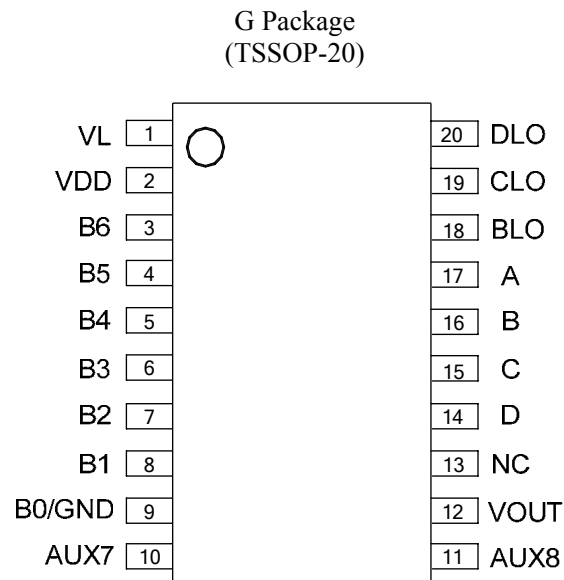 G Package
(TSSOP-20)
VL 1 20 DLO
VDD 2 19 CLO
B6 3 18 BLO
B5 4 17 A
B4 5 16 B
B3 6 15 C
B2 7 14 D
B1 8 13 NC
B0/GND 9 12 VOUT
AUX7 10 11 AUX8